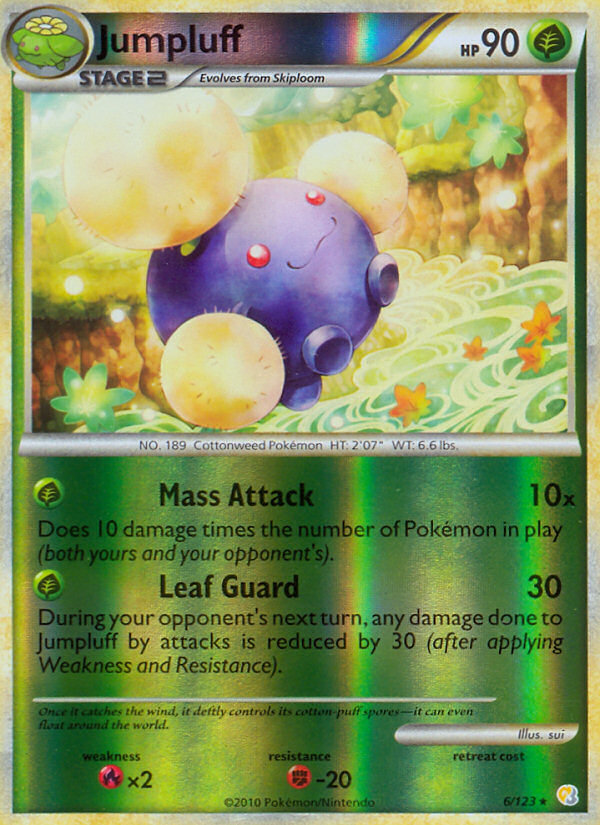 Jumpluff
HP 90
STAGE 2
Evolves from Skiploom
NO. 189 Cottonweed Pokémon HT: 2'07" WT: 6.6 lbs.
Mass Attack 10x
Does 10 damage times the number of Pokémon in play
(both yours and your opponent's).
Leaf Guard 30
During your opponent's next turn, any damage done to
Jumpluff by attacks is reduced by 30 (after applying
Weakness and Resistance).
Once it catches the wind, it deftly controls its cotton-puff spores—it can even
float around the world.
Illus. sui
weakness resistance retreat cost
×2 -20
©2010 Pokémon/Nintendo 6/123 ★